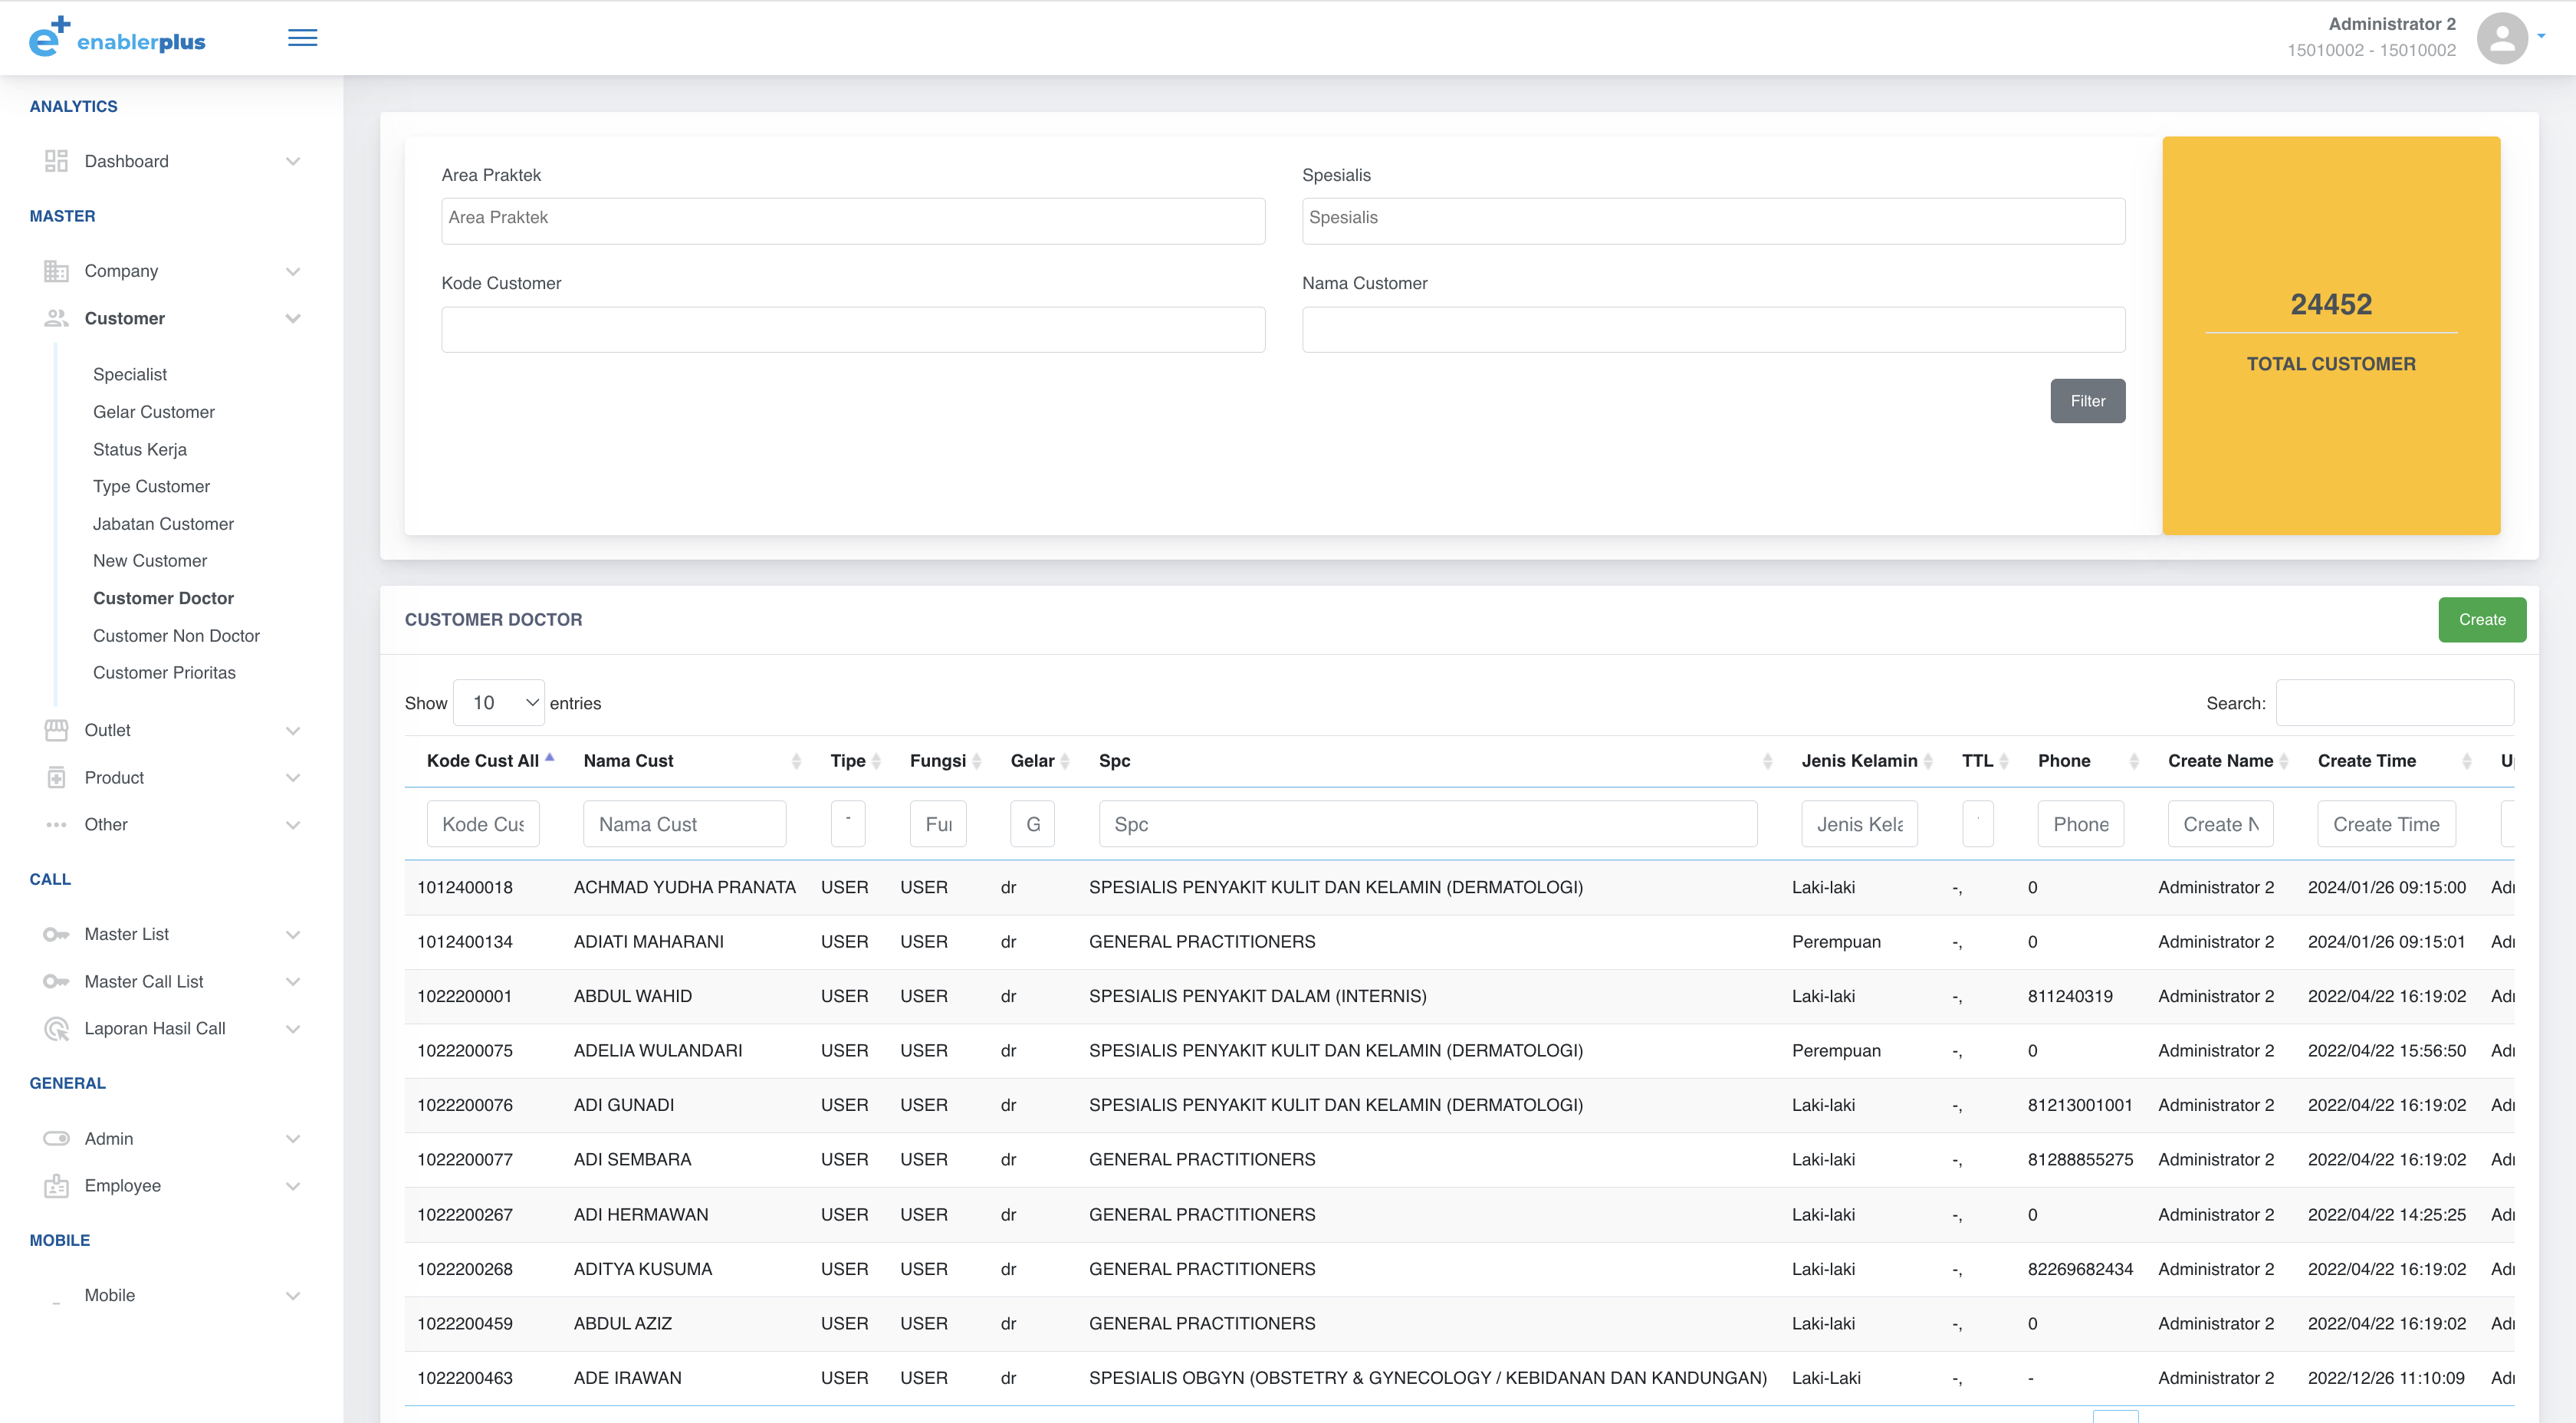 enablerplus
Administrator 2
15010002 - 15010002
ANALYTICS
Dashboard
MASTER
Company
Customer
Specialist
Gelar Customer
Status Kerja
Type Customer
Jabatan Customer
New Customer
Customer Doctor
Customer Non Doctor
Customer Prioritas
Outlet
Product
Other
CALL
Master List
Master Call List
Laporan Hasil Call
GENERAL
Admin
Employee
MOBILE
Mobile
Area Praktek
Spesialis
Area Praktek
Spesialis
Kode Customer
Nama Customer
Filter
24452
TOTAL CUSTOMER
CUSTOMER DOCTOR
Create
Show 10 entries
Search:
Kode Cust All Nama Cust Tipe Fungsi Gelar Spc Jenis Kelamin TTL Phone Create Name Create Time
Kode Cus Nama Cust Fu G Spc Jenis Kela Phone Create N Create Time
1012400018 ACHMAD YUDHA PRANATA USER USER dr SPESIALIS PENYAKIT KULIT DAN KELAMIN (DERMATOLOGI) Laki-laki -, 0 Administrator 2 2024/01/26 09:15:00 Ad
1012400134 ADIATI MAHARANI USER USER dr GENERAL PRACTITIONERS Perempuan -, 0 Administrator 2 2024/01/26 09:15:01 Ad
1022200001 ABDUL WAHID USER USER dr SPESIALIS PENYAKIT DALAM (INTERNIS) Laki-laki -, 811240319 Administrator 2 2022/04/22 16:19:02 Ad
1022200075 ADELIA WULANDARI USER USER dr SPESIALIS PENYAKIT KULIT DAN KELAMIN (DERMATOLOGI) Perempuan -, 0 Administrator 2 2022/04/22 15:56:50 Ad
1022200076 ADI GUNADI USER USER dr SPESIALIS PENYAKIT KULIT DAN KELAMIN (DERMATOLOGI) Laki-laki -, 81213001001 Administrator 2 2022/04/22 16:19:02 Ad
1022200077 ADI SEMBARA USER USER dr GENERAL PRACTITIONERS Laki-laki -, 81288855275 Administrator 2 2022/04/22 16:19:02 Ad
1022200267 ADI HERMAWAN USER USER dr GENERAL PRACTITIONERS Laki-laki -, 0 Administrator 2 2022/04/22 14:25:25 Ad
1022200268 ADITYA KUSUMA USER USER dr GENERAL PRACTITIONERS Laki-laki -, 82269682434 Administrator 2 2022/04/22 16:19:02 Ad
1022200459 ABDUL AZIZ USER USER dr GENERAL PRACTITIONERS Laki-laki -, 0 Administrator 2 2022/04/22 16:19:02 Ad
1022200463 ADE IRAWAN USER USER dr SPESIALIS OBGYN (OBSTETRY & GYNECOLOGY / KEBIDANAN DAN KANDUNGAN) Laki-Laki -, - Administrator 2 2022/12/26 11:10:09 Ad